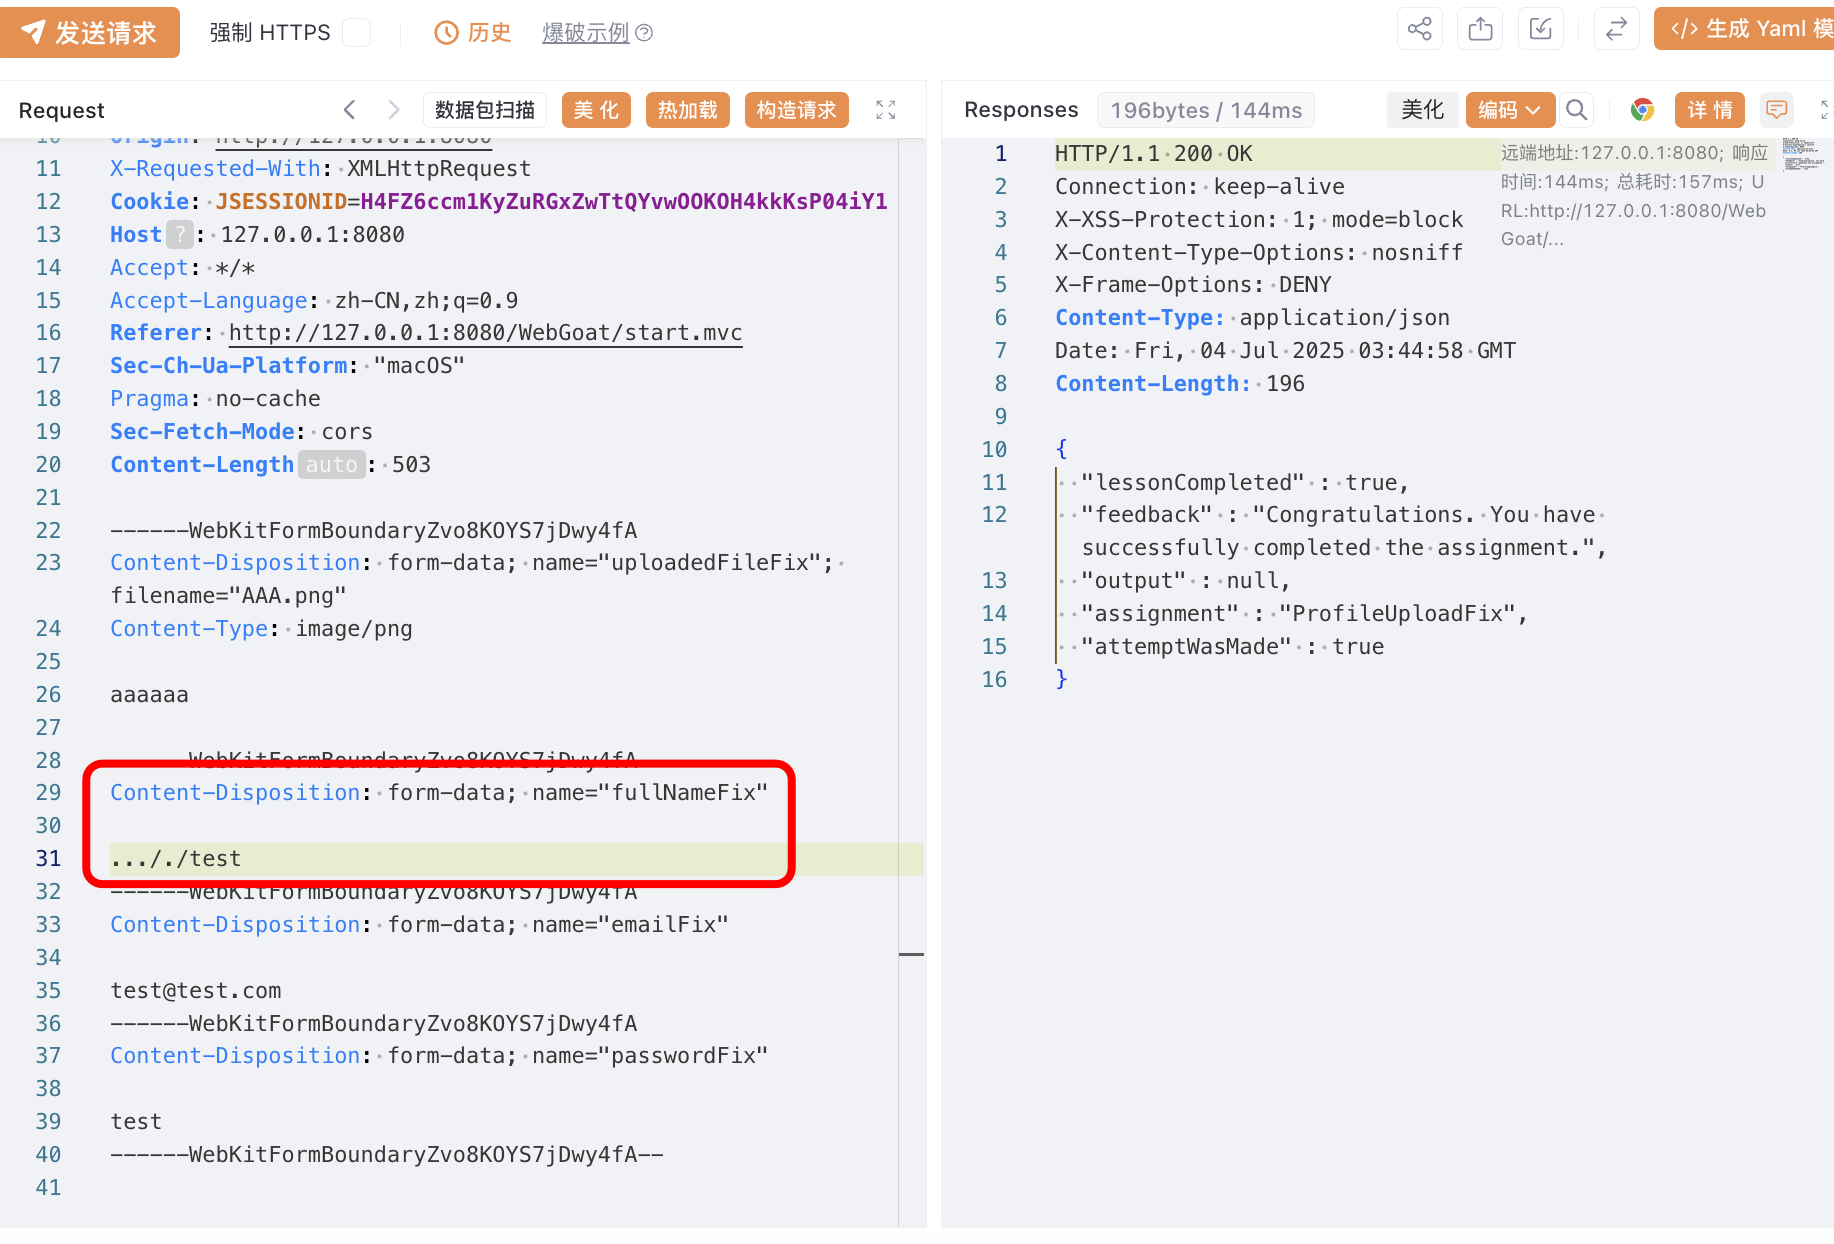 发送请求 强制 HTTPS 历史 爆破示例 ? </> 生成 Yaml 模
Request 数据包扫描 美 化 热加载 构造请求
10 Origin: http://127.0.0.1:8080
11 X-Requested-With: XMLHttpRequest
12 Cookie: JSESSIONID=H4FZ6ccm1KyZuRGxZwTtQYvwOOKOH4kkKsP04iY1
13 Host ? : 127.0.0.1:8080
14 Accept: */*
15 Accept-Language: zh-CN,zh;q=0.9
16 Referer: http://127.0.0.1:8080/WebGoat/start.mvc
17 Sec-Ch-Ua-Platform: "macOS"
18 Pragma: no-cache
19 Sec-Fetch-Mode: cors
20 Content-Length auto : 503
21
22 ------WebKitFormBoundaryZvo8KOYS7jDwy4fA
23 Content-Disposition: form-data; name="uploadedFileFix";
filename="AAA.png"
24 Content-Type: image/png
25
26 aaaaaa
27
28 ------WebKitFormBoundaryZvo8KOYS7jDwy4fA
29 Content-Disposition: form-data; name="fullNameFix"
30
31 ..././test
32 ------WebKitFormBoundaryZvo8KOYS7jDwy4fA
33 Content-Disposition: form-data; name="emailFix"
34
35 test@test.com
36 ------WebKitFormBoundaryZvo8KOYS7jDwy4fA
37 Content-Disposition: form-data; name="passwordFix"
38
39 test
40 ------WebKitFormBoundaryZvo8KOYS7jDwy4fA--
41
Responses 196bytes / 144ms 美化 编码 详 情
1 HTTP/1.1 200 OK
2 Connection: keep-alive
3 X-XSS-Protection: 1; mode=block
4 X-Content-Type-Options: nosniff
5 X-Frame-Options: DENY
6 Content-Type: application/json
7 Date: Fri, 04 Jul 2025 03:44:58 GMT
8 Content-Length: 196
9
10 {
11 "lessonCompleted" : true,
12 "feedback" : "Congratulations. You have
successfully completed the assignment.",
13 "output" : null,
14 "assignment" : "ProfileUploadFix",
15 "attemptWasMade" : true
16 }
远端地址:127.0.0.1:8080; 响应
时间:144ms; 总耗时:157ms; U
RL:http://127.0.0.1:8080/Web
Goat/...